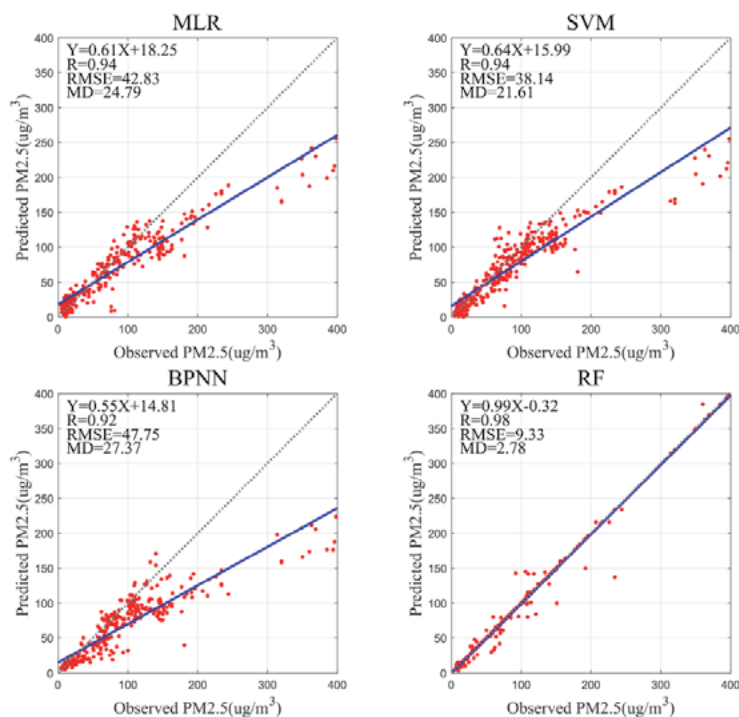 MLR
Y=0.61X+18.25
R=0.94
RMSE=42.83
MD=24.79
400
350
300
250
200
150
100
50
0
Predicted PM2.5(ug/m³)
0 100 200 300 400
Observed PM2.5(ug/m³)
SVM
Y=0.64X+15.99
R=0.94
RMSE=38.14
MD=21.61
400
350
300
250
200
150
100
50
0
Predicted PM2.5(ug/m³)
0 100 200 300 400
Observed PM2.5(ug/m³)
BPNN
Y=0.55X+14.81
R=0.92
RMSE=47.75
MD=27.37
400
350
300
250
200
150
100
50
0
Predicted PM2.5(ug/m³)
0 100 200 300 400
Observed PM2.5(ug/m³)
RF
Y=0.99X-0.32
R=0.98
RMSE=9.33
MD=2.78
400
350
300
250
200
150
100
50
0
Predicted PM2.5(ug/m³)
0 100 200 300 400
Observed PM2.5(ug/m³)